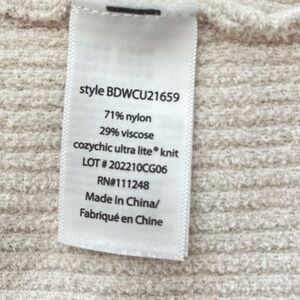 style BDWCU21659
71% nylon
29% viscose
cozychic ultra lite® knit
LOT # 202210CG06
RN#111248
Made in China/
Fabriqué en Chine